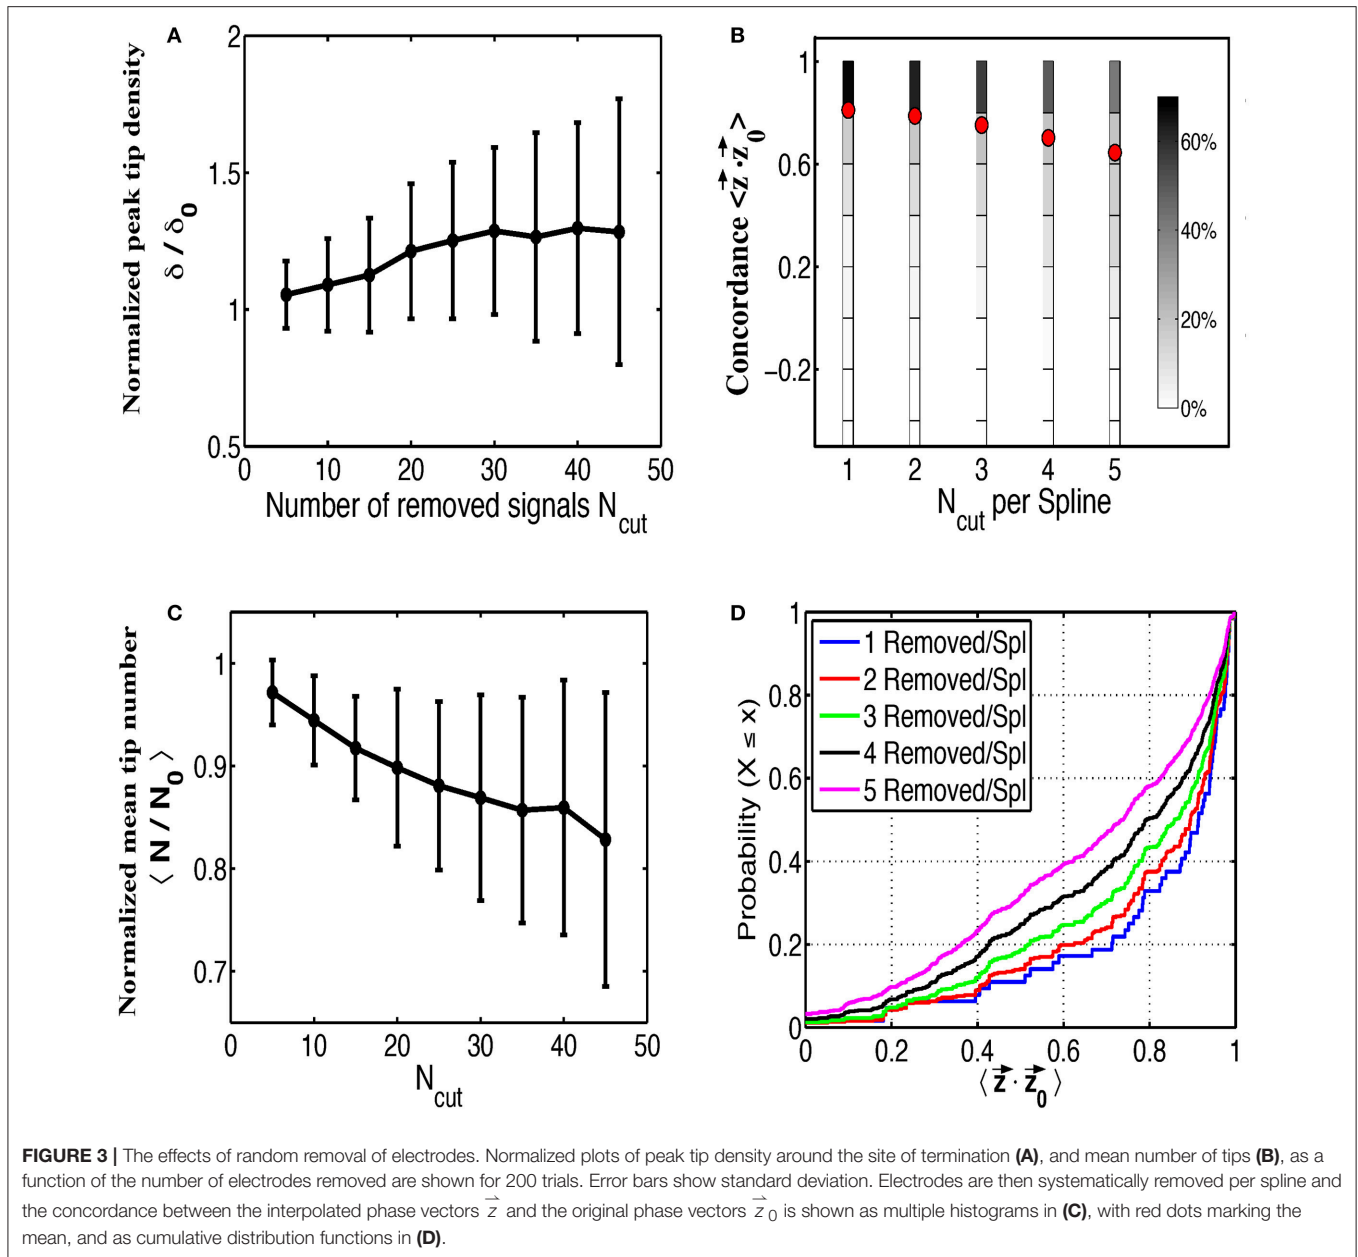 A
2
1.5
1
0.5
10
20
30
40
50
Normalized peak tip density
δ / δ0
Number of removed signals Ncut
B
1
0.6
0.2
−0.2
Concordance <z⃗·z⃗0>
60%
40%
20%
0%
1
2
3
4
5
Ncut per Spline
C
1
0.9
0.8
0.7
0
10
20
30
40
50
Normalized mean tip number
⟨ N / N0 ⟩
Ncut
D
1
0.8
0.6
0.4
0.2
0
0
0.2
0.4
0.6
0.8
1
Probability (X ≤ x)
1 Removed/Spl
2 Removed/Spl
3 Removed/Spl
4 Removed/Spl
5 Removed/Spl
⟨ z⃗ · z⃗0 ⟩
FIGURE 3 | The effects of random removal of electrodes. Normalized plots of peak tip density around the site of termination (A), and mean number of tips (B), as a
function of the number of electrodes removed are shown for 200 trials. Error bars show standard deviation. Electrodes are then systematically removed per spline and
the concordance between the interpolated phase vectors z⃗ and the original phase vectors z⃗ 0 is shown as multiple histograms in (C), with red dots marking the
mean, and as cumulative distribution functions in (D).